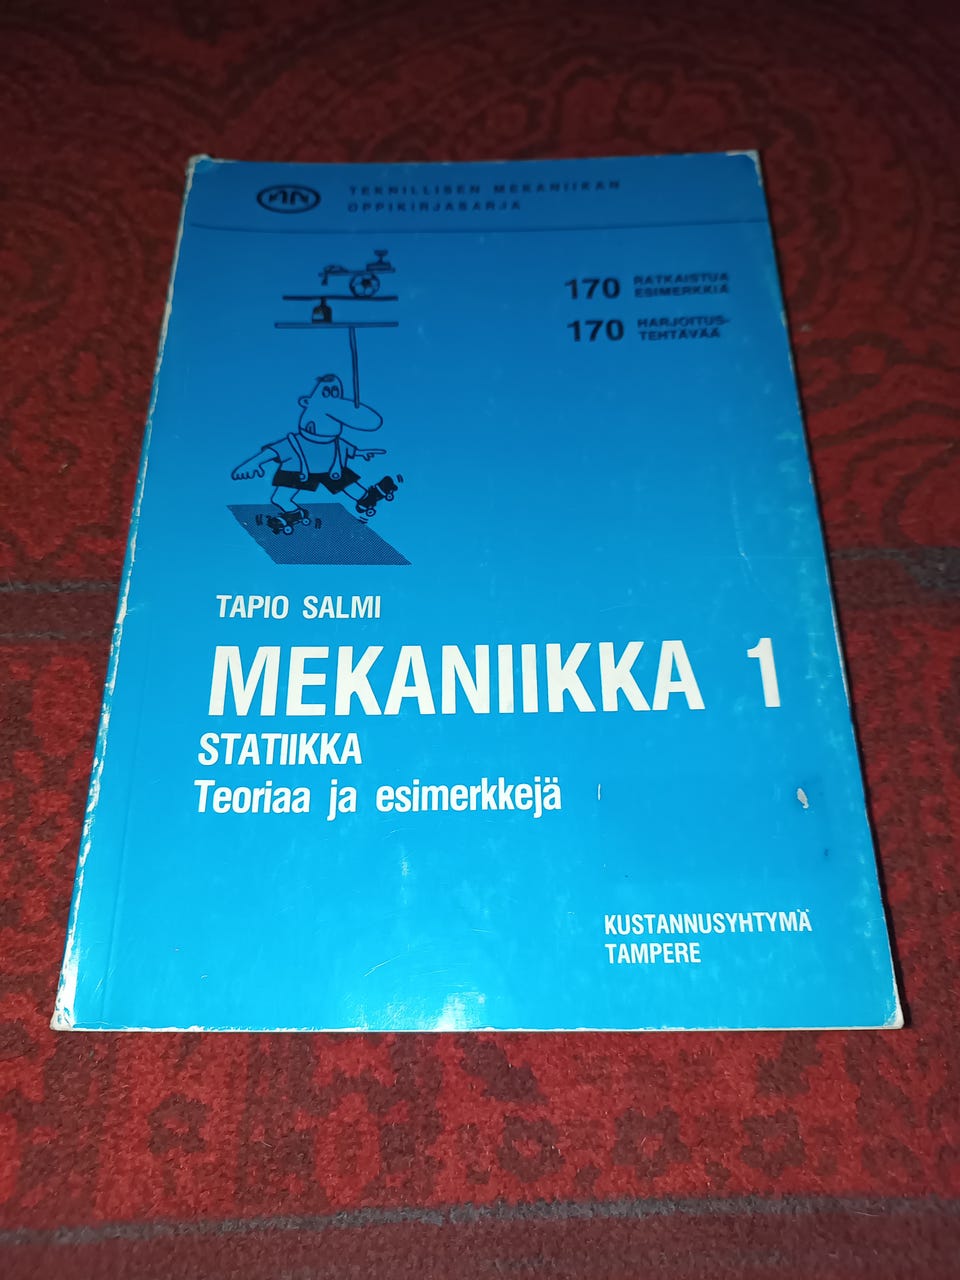 TEKNILLISEN MEKANIIKAN
OPPIKIRJASARJA
170 RATKAISTUA
ESIMERKKIÄ
170 HARJOITUS-
TEHTÄVÄÄ
TAPIO SALMI
MEKANIIKKA 1
STATIIKKA
Teoriaa ja esimerkkejä
KUSTANNUSYHTYMÄ
TAMPERE